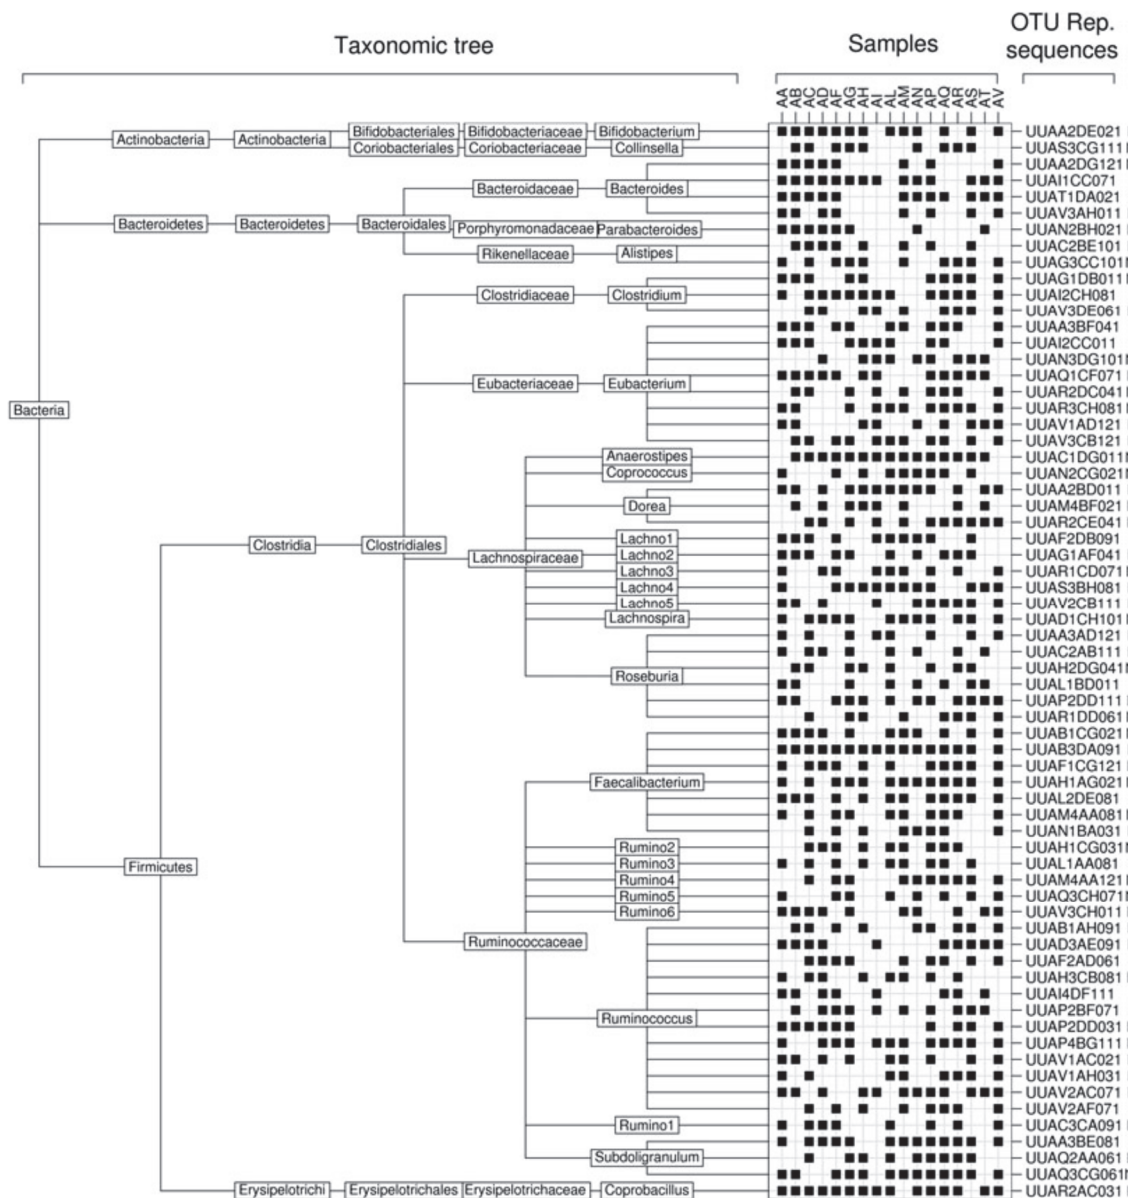 Taxonomic tree
Samples
OTU Rep.
sequences
AA AB AC AD AF AG AH AI AL AM AN AP AQ AR AS AT AV
Bifidobacteriales Bifidobacteriaceae Bifidobacterium UUAA2DE021
Actinobacteria Actinobacteria
Coriobacteriales Coriobacteriaceae Collinsella UUAS3CG111
UUAA2DG121
UUAI1CC071
Bacteroidaceae Bacteroides
UUAT1DA021
UUAV3AH011
Bacteroidetes Bacteroidetes Bacteroidales
Porphyromonadaceae Parabacteroides UUAN2BH021
UUAC2BE101
Rikenellaceae Alistipes
UUAG3CC101
UUAG1DB011
Clostridiaceae Clostridium UUAI2CH081
UUAV3DE061
UUAA3BF041
UUAI2CC011
UUAN3DG101
UUAQ1CF071
Eubacteriaceae Eubacterium
UUAR2DC041
UUAR3CH081
Bacteria
UUAV1AD121
UUAV3CB121
Anaerostipes UUAC1DG011
Coprococcus UUAN2CG021
UUAA2BD011
Dorea UUAM4BF021
UUAR2CE041
Lachno1 UUAF2DB091
Clostridia Clostridiales
Lachno2 UUAG1AF041
Lachnospiraceae
Lachno3 UUAR1CD071
Lachno4 UUAS3BH081
Lachno5 UUAV2CB111
Lachnospira UUAD1CH101
UUAA3AD121
UUAC2AB111
UUAH2DG041
Roseburia
UUAL1BD011
UUAP2DD111
UUAR1DD061
UUAB1CG021
UUAB3DA091
UUAF1CG121
Faecalibacterium UUAH1AG021
UUAL2DE081
UUAM4AA081
UUAN1BA031
Rumino2 UUAH1CG031
Firmicutes
Rumino3 UUAL1AA081
Rumino4 UUAM4AA121
Rumino5 UUAQ3CH071
Rumino6 UUAV3CH011
UUAB1AH091
Ruminococcaceae
UUAD3AE091
UUAF2AD061
UUAH3CB081
UUAI4DF111
UUAP2BF071
Ruminococcus
UUAP2DD031
UUAP4BG111
UUAV1AC021
UUAV1AH031
UUAV2AC071
UUAV2AF071
Rumino1 UUAC3CA091
UUAA3BE081
Subdoligranulum UUAQ2AA061
UUAQ3CG061
Erysipelotrichi Erysipelotrichales Erysipelotrichaceae Coprobacillus UUAR2AC031